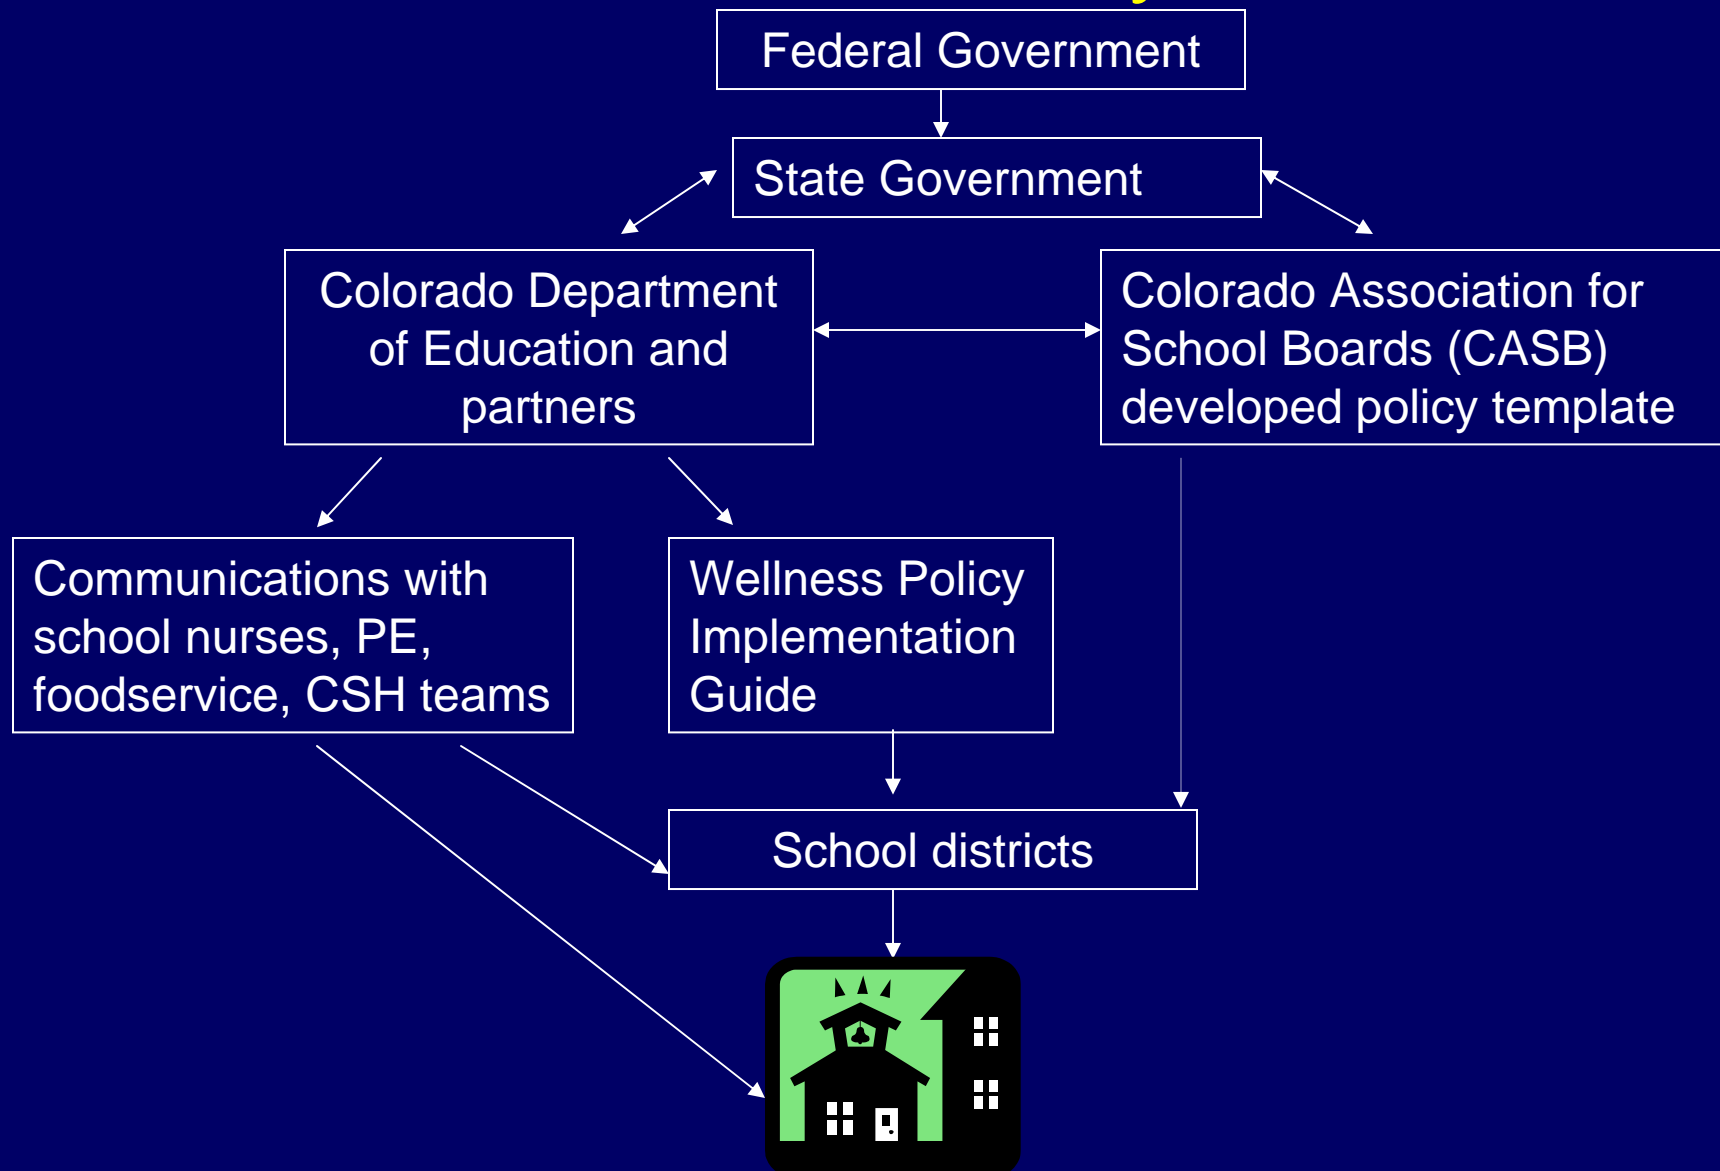 Federal Government
State Government
Colorado Department
of Education and
partners
Colorado Association for
School Boards (CASB)
developed policy template
Communications with
school nurses, PE,
foodservice, CSH teams
Wellness Policy
Implementation
Guide
School districts